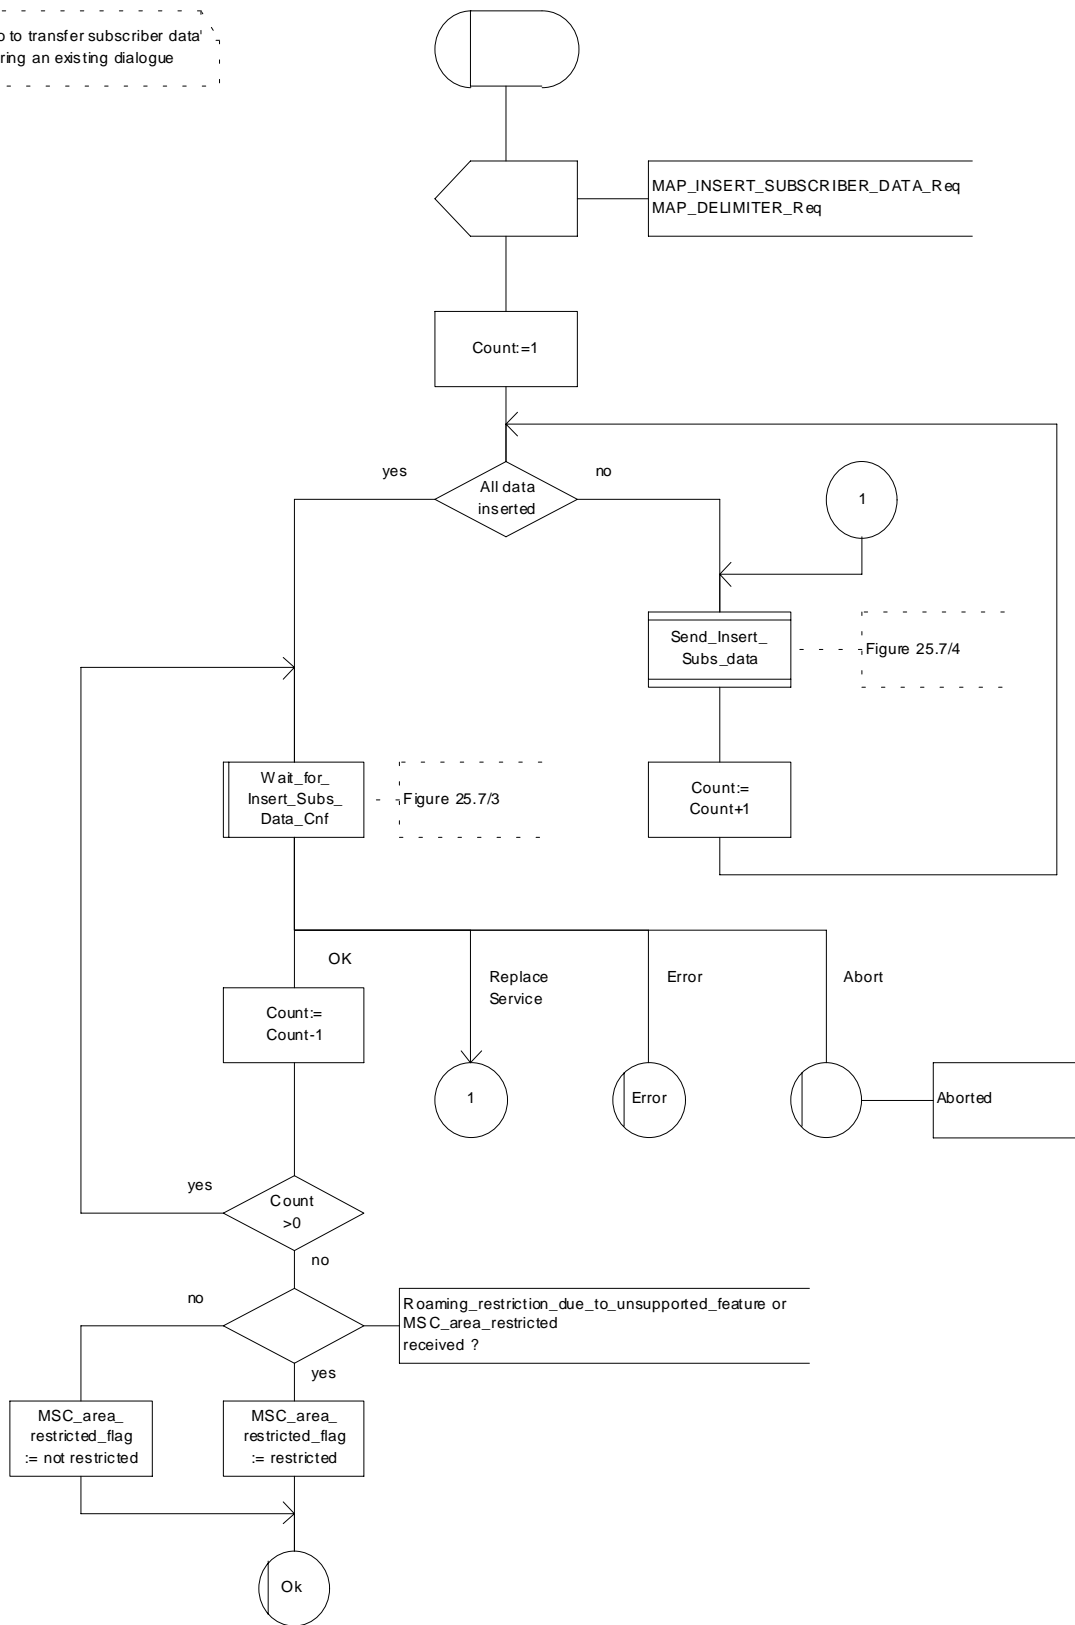 to transfer subscriber data'
ring an existing dialogue
MAP_INSERT_SUBSCRIBER_DATA_Req
MAP_DELIMITER_Req
Count:=1
yes
no
All data
inserted
1
Send_Insert_
Subs_data
Figure 25.7/4
Wait_for_
Insert_Subs_
Data_Cnf
Figure 25.7/3
Count:=
Count+1
OK
Replace
Service
Error
Abort
Count:=
Count-1
1
Error
Aborted
yes
Count
>0
no
no
Roaming_restriction_due_to_unsupported_feature or
MSC_area_restricted
received ?
yes
MSC_area_
restricted_flag
:= not restricted
MSC_area_
restricted_flag
:= restricted
Ok